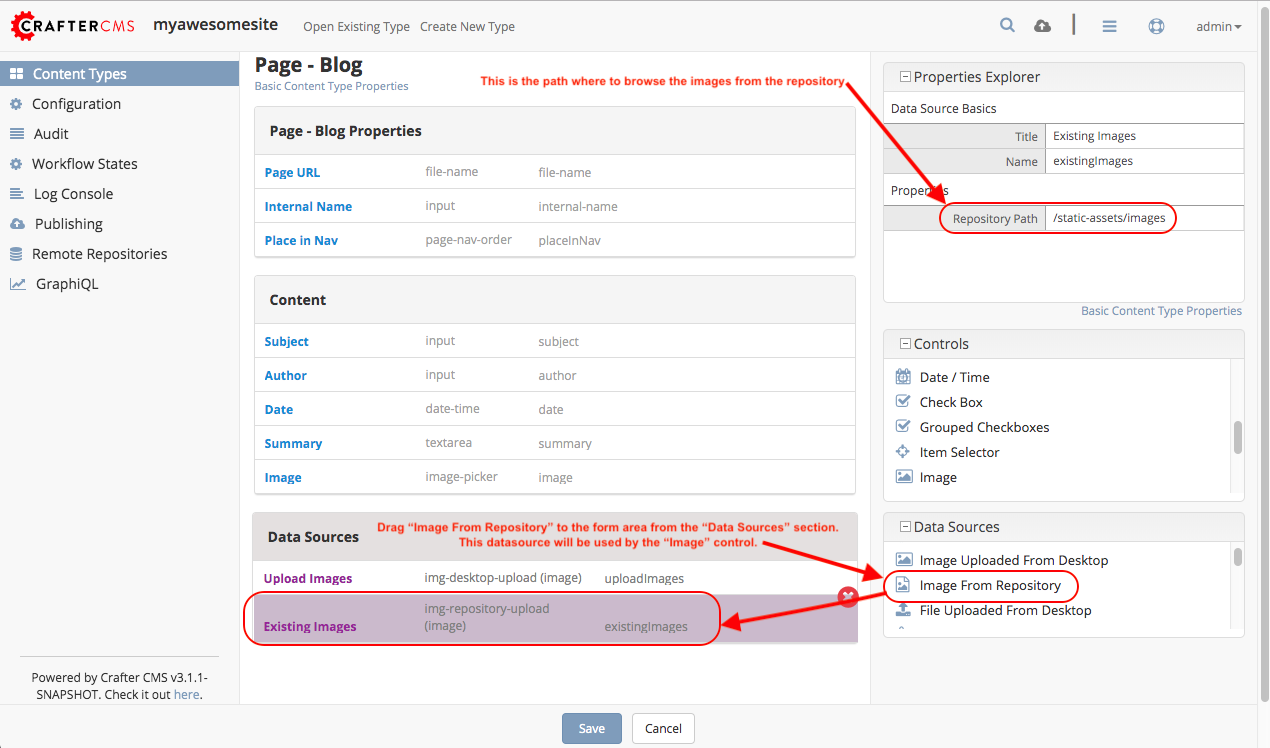 CRAFTERCMS myawesomesite Open Existing Type Create New Type admin
Content Types
Configuration
Audit
Workflow States
Log Console
Publishing
Remote Repositories
GraphiQL
Powered by Crafter CMS v3.1.1-
SNAPSHOT. Check it out here.
Page - Blog
Basic Content Type Properties
This is the path where to browse the images from the repository
Page - Blog Properties
Page URL file-name file-name
Internal Name input internal-name
Place in Nav page-nav-order placeInNav
Content
Subject input subject
Author input author
Date date-time date
Summary textarea summary
Image image-picker image
Data Sources
Drag “Image From Repository” to the form area from the “Data Sources” section.
This datasource will be used by the “Image” control.
Upload Images img-desktop-upload (image) uploadImages
img-repository-upload
Existing Images (image) existingImages
Properties Explorer
Data Source Basics
Title Existing Images
Name existingImages
Properties
Repository Path /static-assets/images
Basic Content Type Properties
Controls
Date / Time
Check Box
Grouped Checkboxes
Item Selector
Image
Data Sources
Image Uploaded From Desktop
Image From Repository
File Uploaded From Desktop
Save Cancel